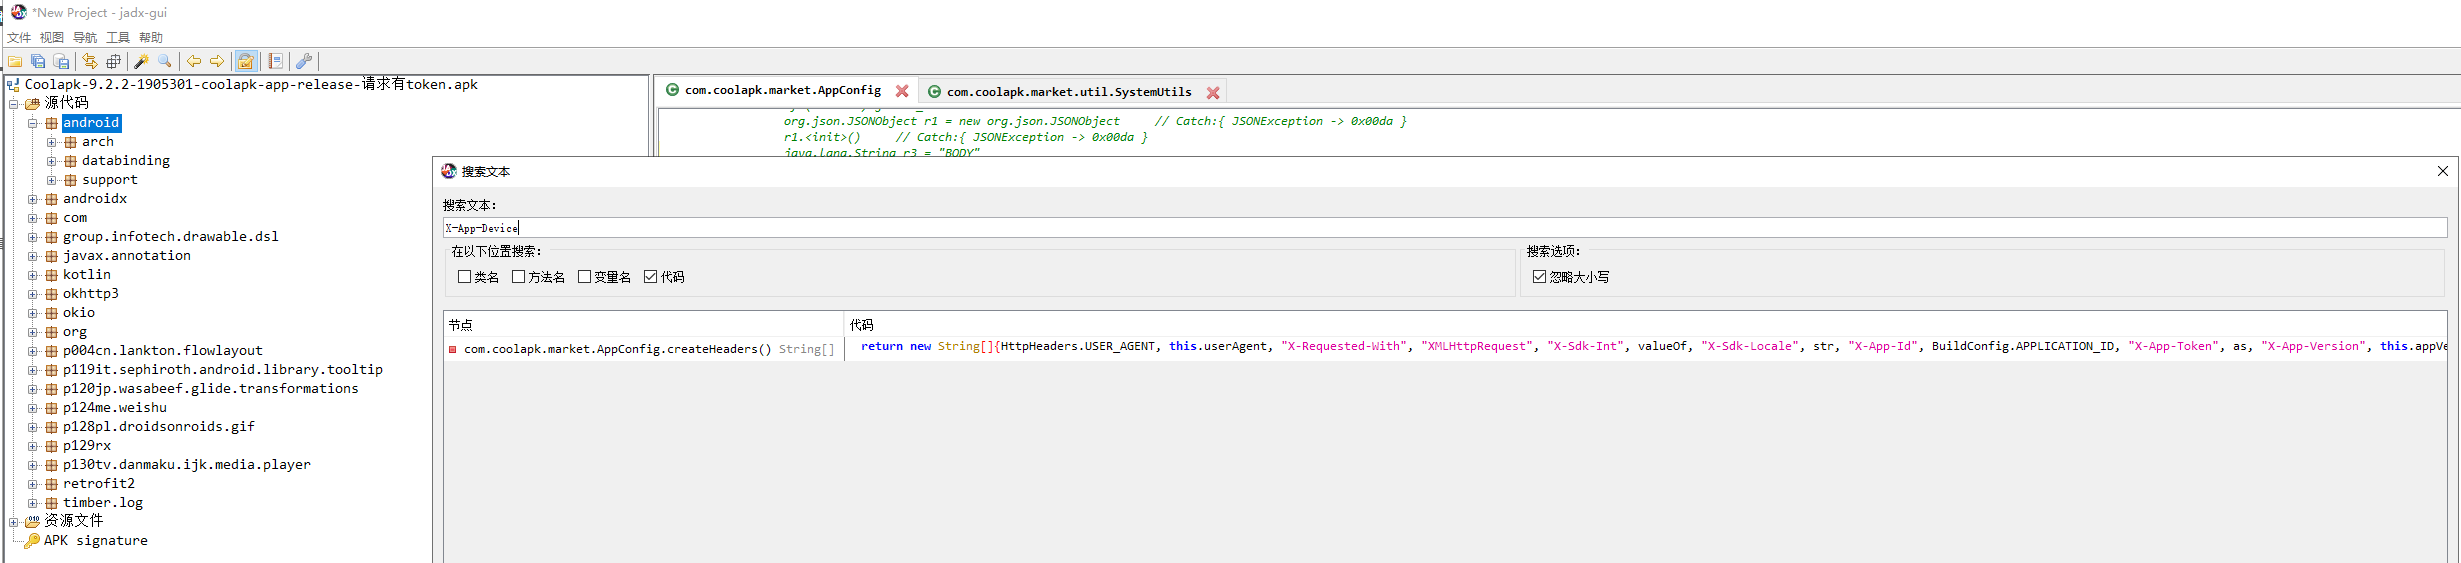 *New Project - jadx-gui
文件 视图 导航 工具 帮助
Coolapk-9.2.2-1905301-coolapk-app-release-请求有token.apk
源代码
android
arch
databinding
support
androidx
com
group.infotech.drawable.dsl
javax.annotation
kotlin
okhttp3
okio
org
p004cn.lankton.flowlayout
p119it.sephiroth.android.library.tooltip
p120jp.wasabeef.glide.transformations
p124me.weishu
p128pl.droidsonroids.gif
p129rx
p130tv.danmaku.ijk.media.player
retrofit2
timber.log
资源文件
APK signature
com.coolapk.market.AppConfig com.coolapk.market.util.SystemUtils
org.json.JSONObject r1 = new org.json.JSONObject // Catch:{ JSONException -> 0x00da }
r1.<init>() // Catch:{ JSONException -> 0x00da }
java.lang.String r3 = "BODY"
搜索文本
搜索文本:
X-App-Device
在以下位置搜索: 搜索选项:
类名 方法名 变量名 代码 忽略大小写
节点 代码
com.coolapk.market.AppConfig.createHeaders() String[] return new String[]{HttpHeaders.USER_AGENT, this.userAgent, "X-Requested-With", "XMLHttpRequest", "X-Sdk-Int", valueOf, "X-Sdk-Locale", str, "X-App-Id", BuildConfig.APPLICATION_ID, "X-App-Token", as, "X-App-Version", this.appVe